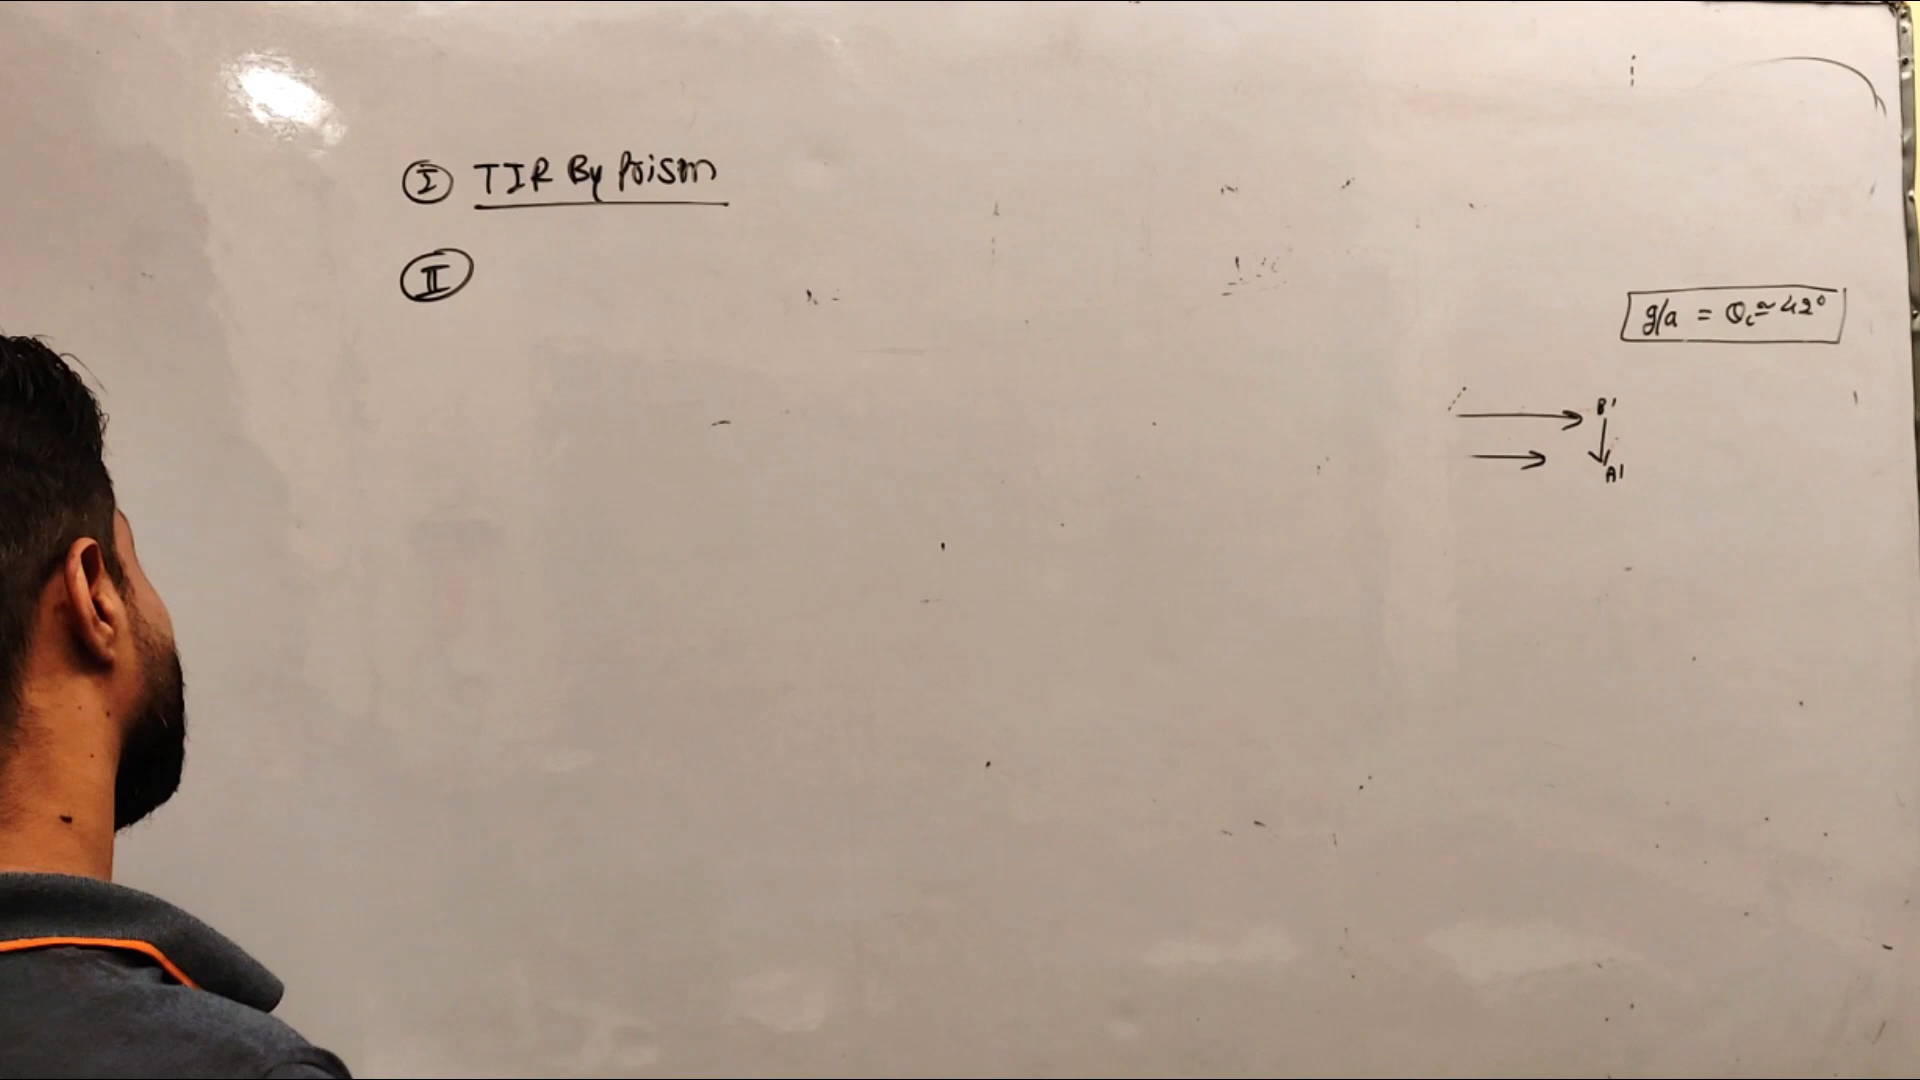 I TIR By Prism
II
g/a = θc ≃ 42°
B'
A'